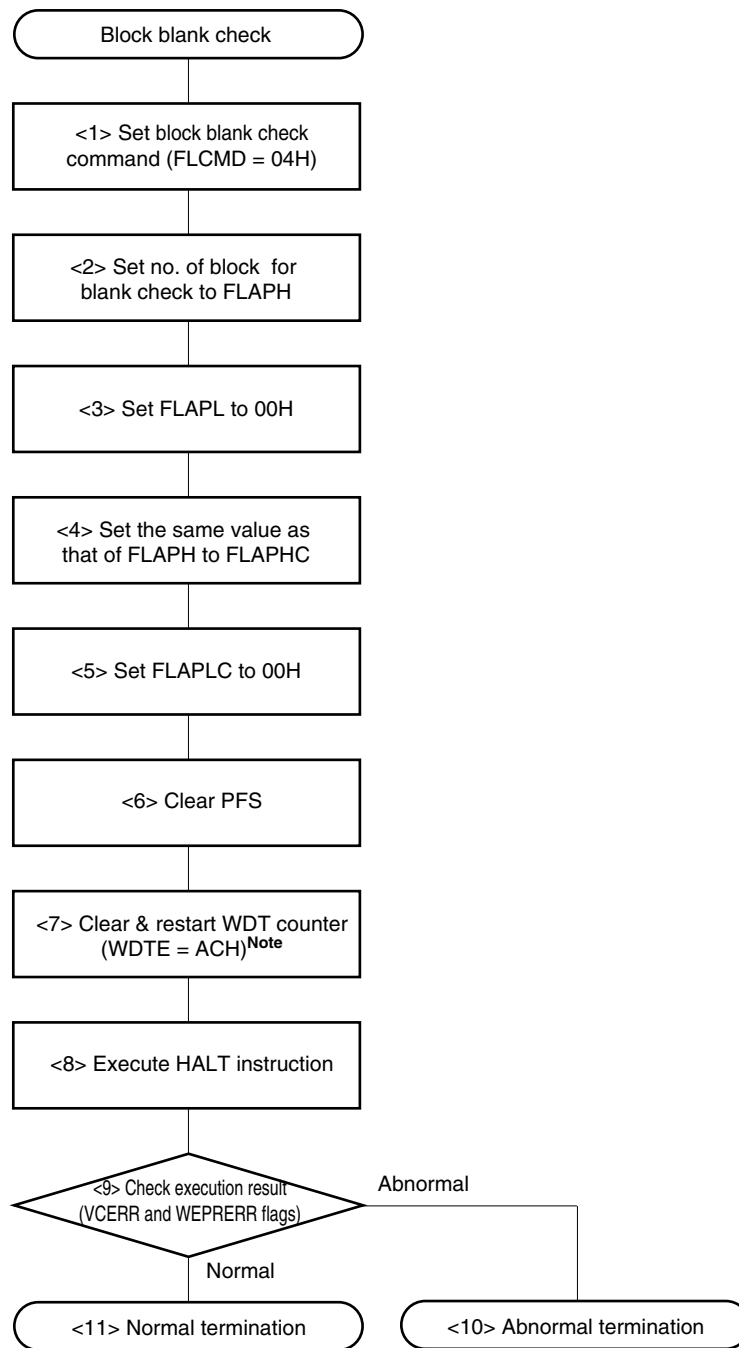 Block blank check
<1> Set block blank check
command (FLCMD = 04H)
<2> Set no. of block for
blank check to FLAPH
<3> Set FLAPL to 00H
<4> Set the same value as
that of FLAPH to FLAPHC
<5> Set FLAPLC to 00H
<6> Clear PFS
<7> Clear & restart WDT counter
(WDTE = ACH)Note
<8> Execute HALT instruction
<9> Check execution result
(VCERR and WEPRERR flags)
Abnormal
Normal
<11> Normal termination
<10> Abnormal termination